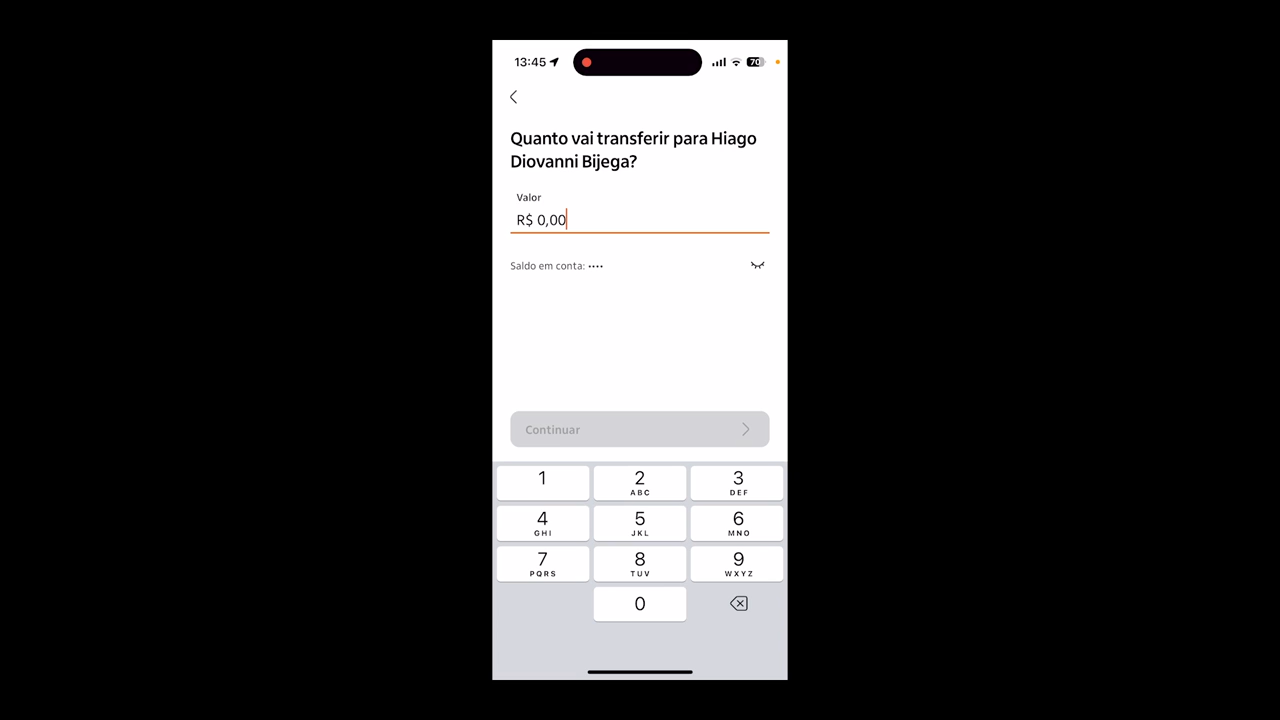 13:45
70
Quanto vai transferir para Hiago
Diovanni Bijega?
Valor
R$ 0,00
Saldo em conta: ••••
Continuar
1
2
ABC
3
DEF
4
GHI
5
JKL
6
MNO
7
PQRS
8
TUV
9
WXYZ
0